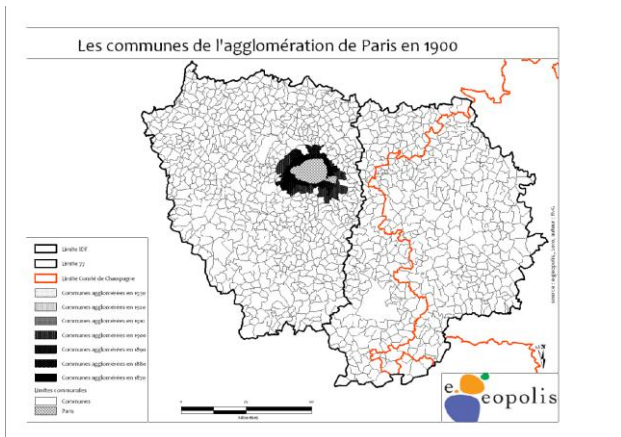 Les communes de l'agglomération de Paris en 1900
Limite IDF
Limite 77
Limite Comté de Champagne
Communes agglomérées en 1930
Communes agglomérées en 1920
Communes agglomérées en 1910
Communes agglomérées en 1900
Communes agglomérées en 1890
Communes agglomérées en 1880
Communes agglomérées en 1870
Limites communales
Communes
Paris
e.
eopolis